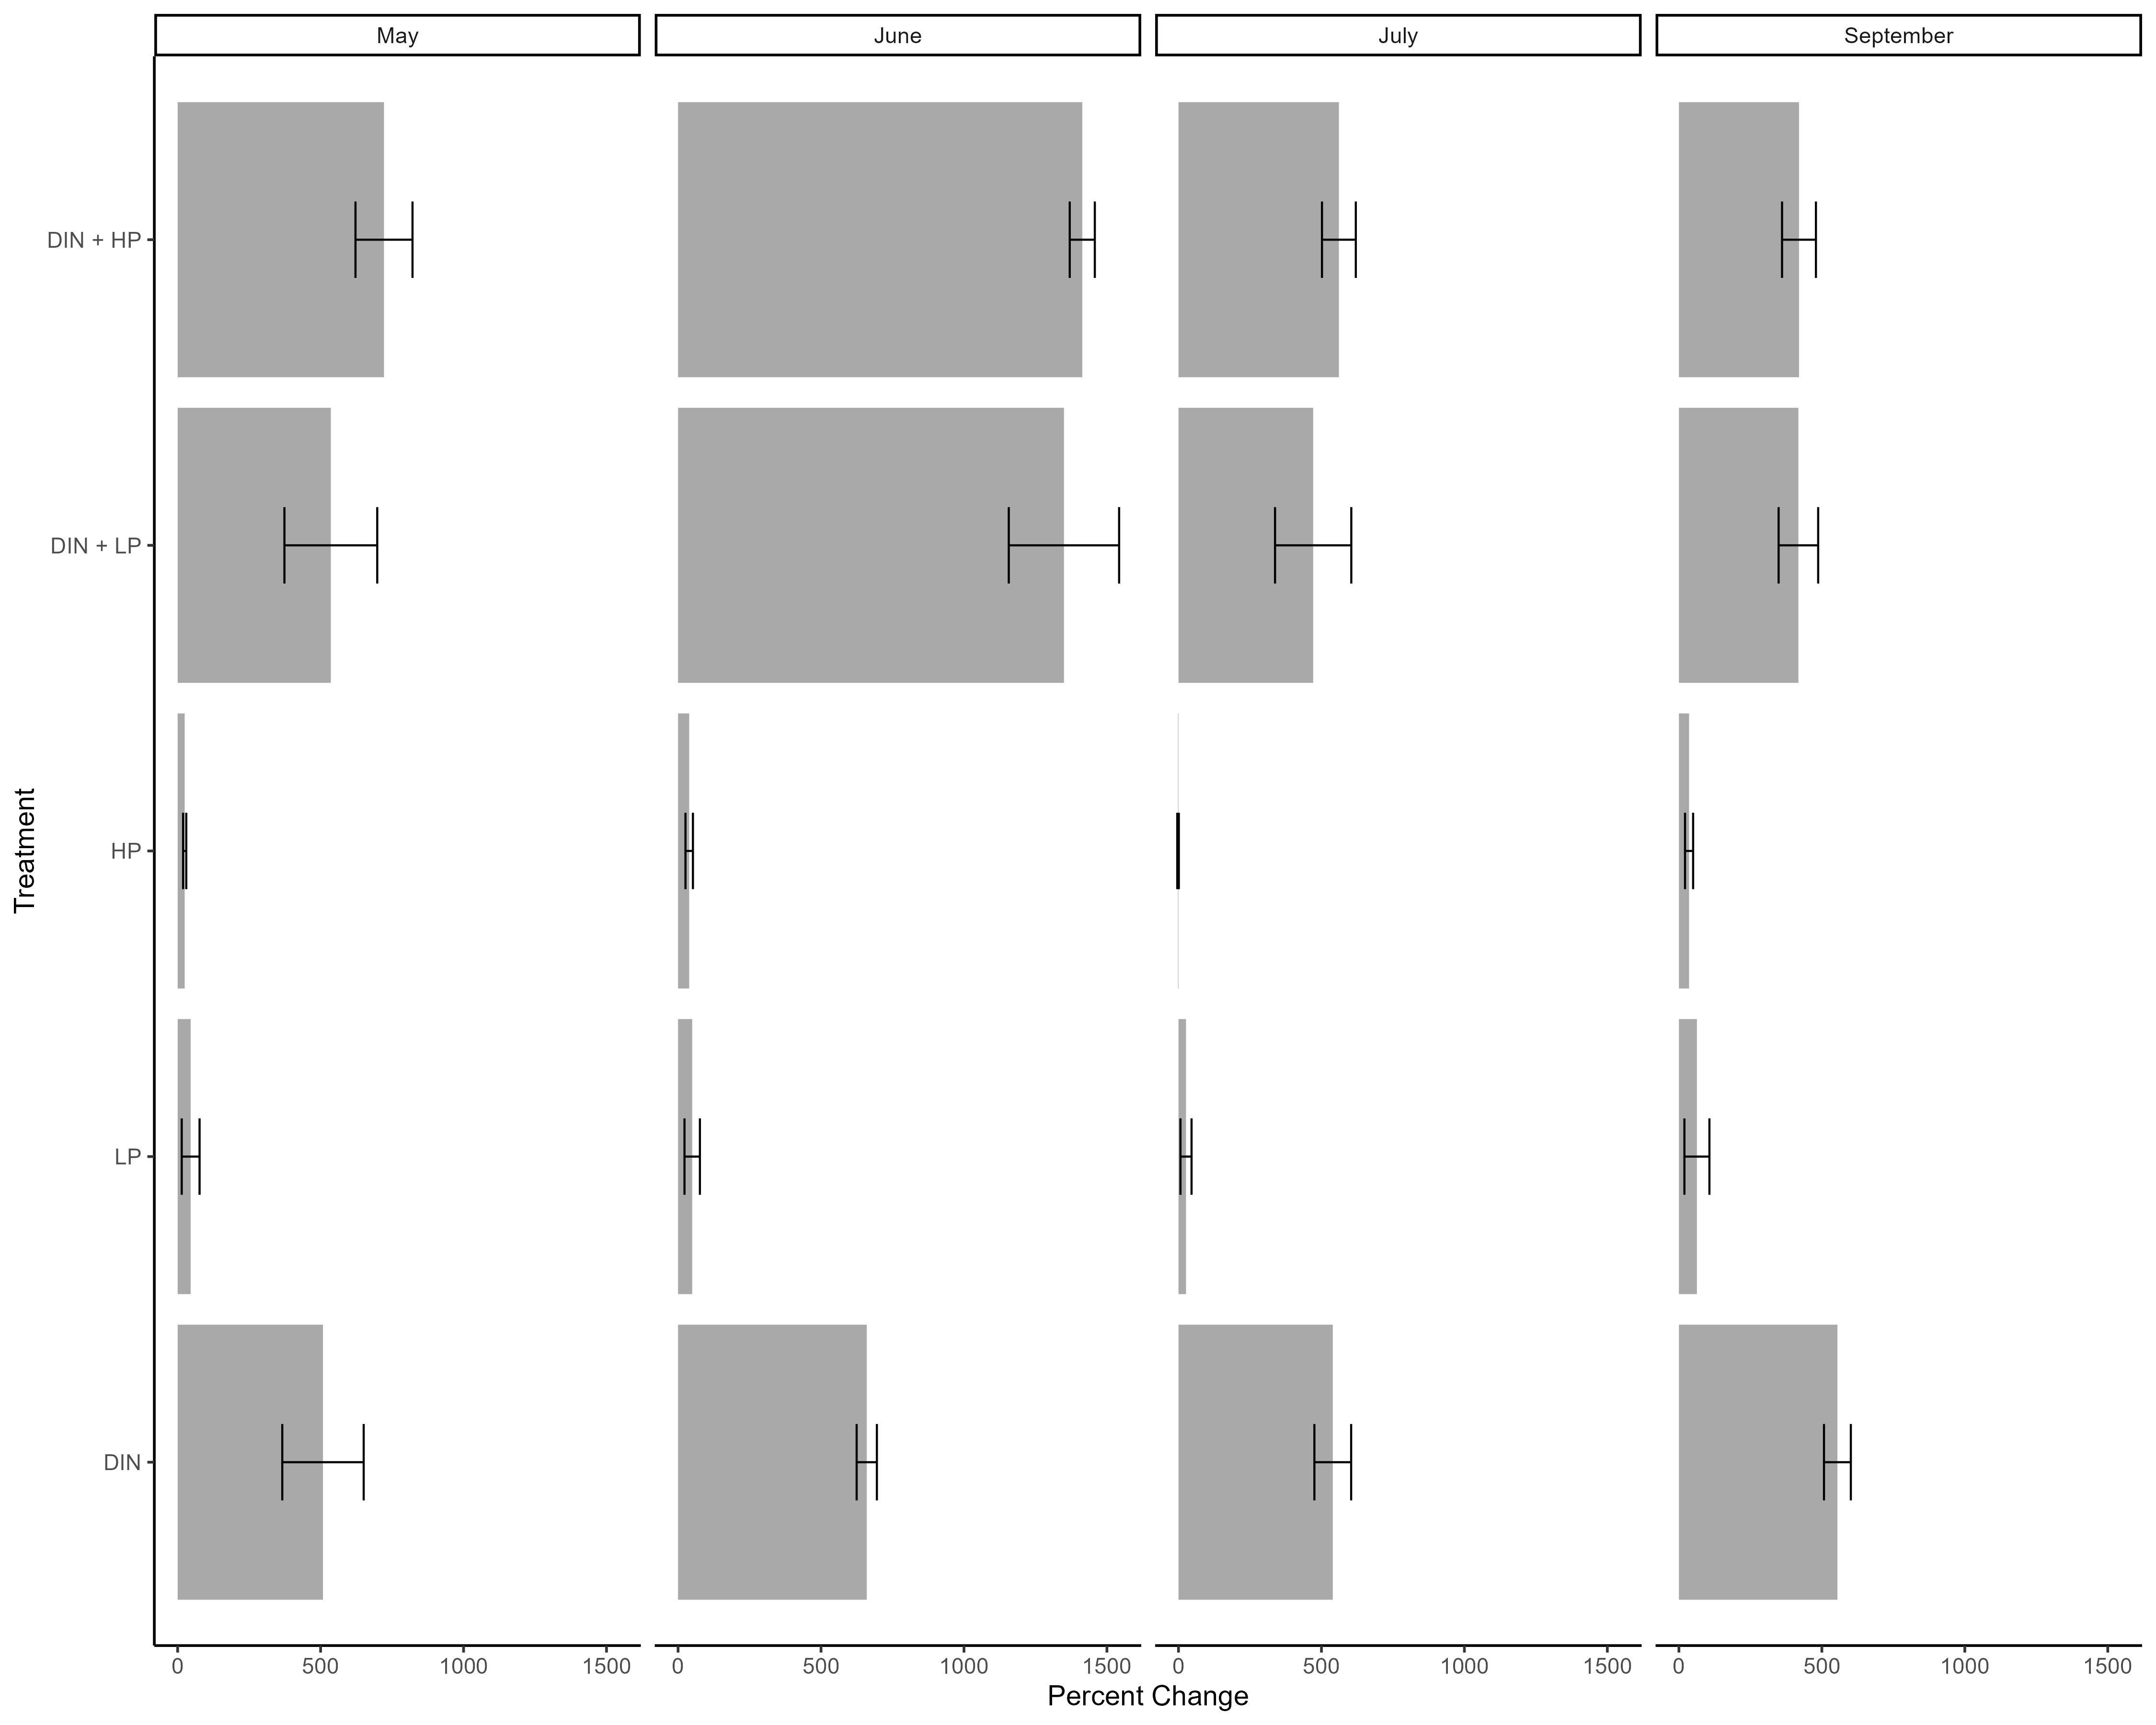 May
June
July
September
Treatment
DIN + HP
DIN + LP
HP
LP
DIN
0 500 1000 1500
0 500 1000 1500
0 500 1000 1500
0 500 1000 1500
Percent Change